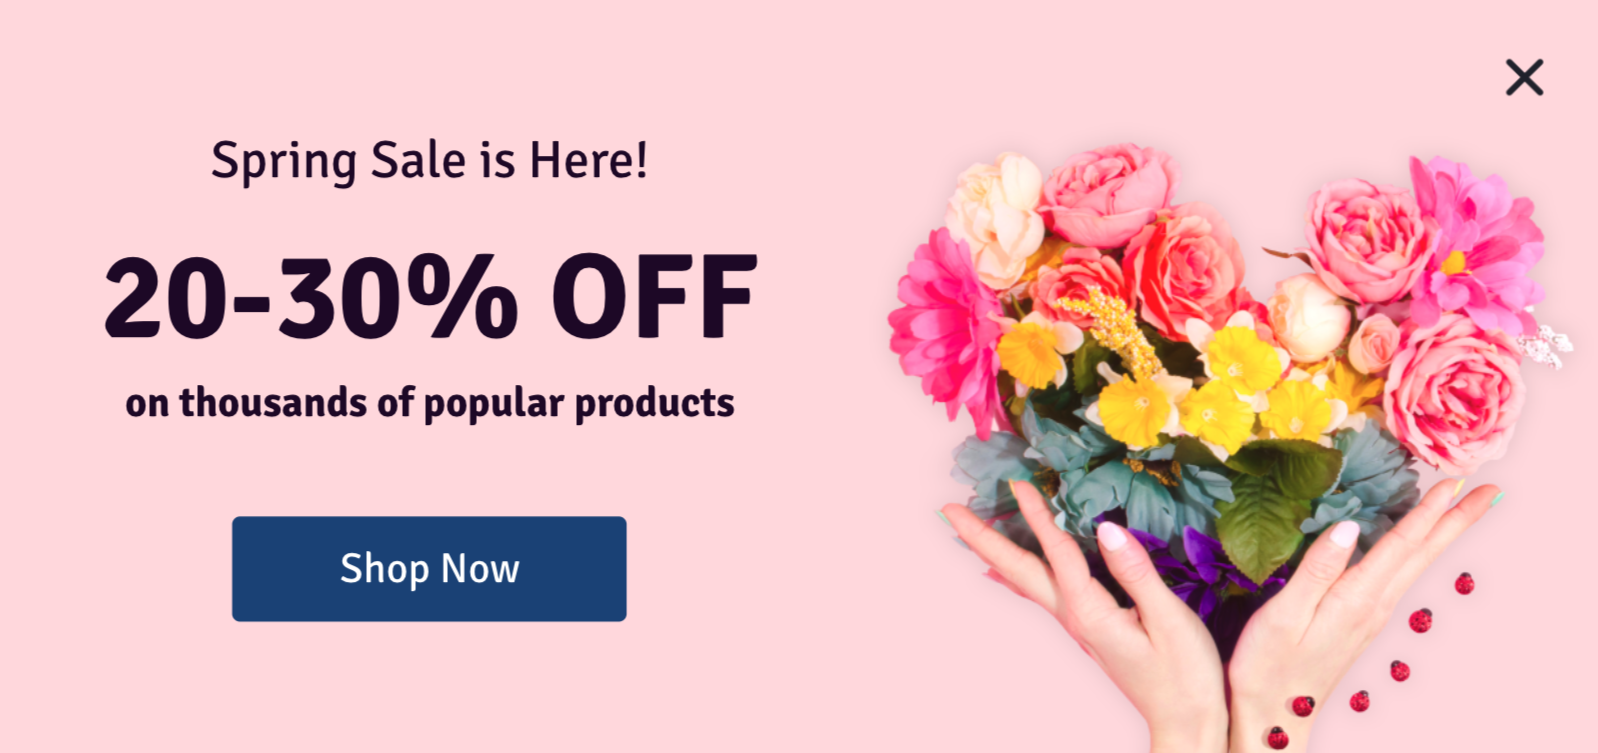 Spring Sale is Here!
20-30% OFF
on thousands of popular products
Shop Now